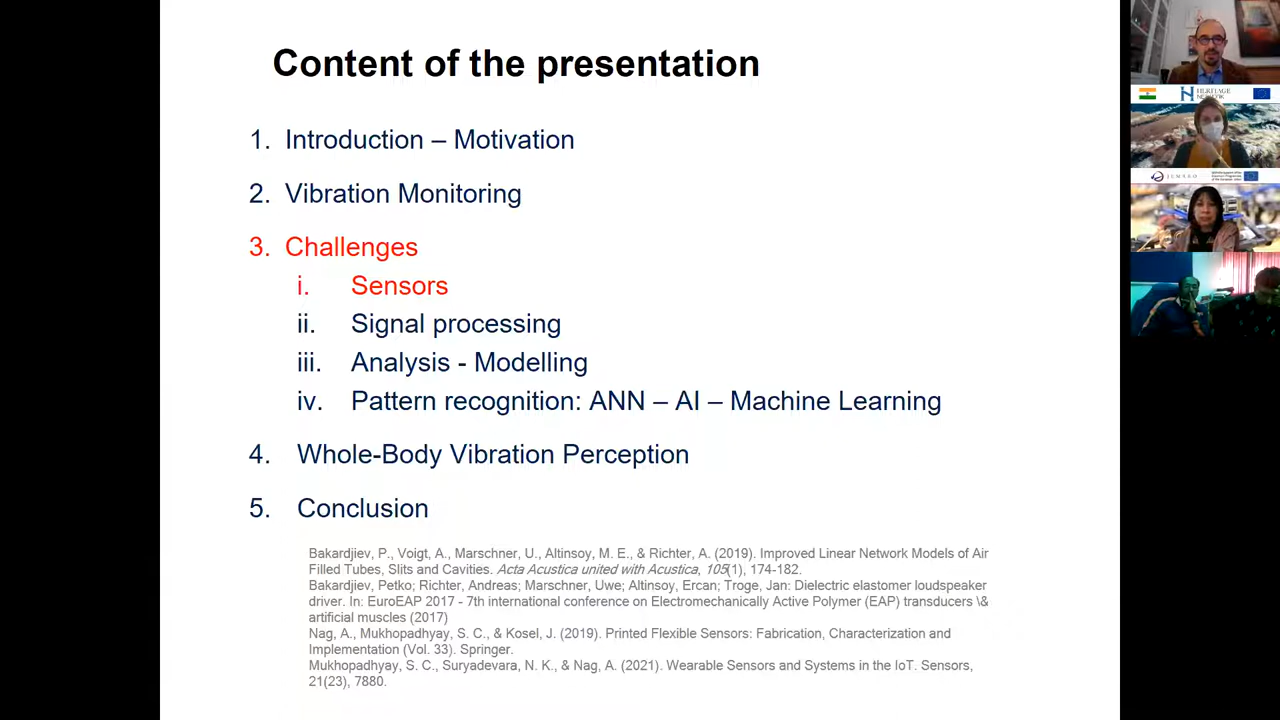 Content of the presentation
1. Introduction – Motivation
2. Vibration Monitoring
3. Challenges
i. Sensors
ii. Signal processing
iii. Analysis - Modelling
iv. Pattern recognition: ANN – AI – Machine Learning
4. Whole-Body Vibration Perception
5. Conclusion
Bakardjiev, P., Voigt, A., Marschner, U., Altinsoy, M. E., & Richter, A. (2019). Improved Linear Network Models of Air
Filled Tubes, Slits and Cavities. Acta Acustica united with Acustica, 105(1), 174-182.
Bakardjiev, Petko; Richter, Andreas; Marschner, Uwe; Altinsoy, Ercan; Troge, Jan: Dielectric elastomer loudspeaker
driver. In: EuroEAP 2017 - 7th international conference on Electromechanically Active Polymer (EAP) transducers \&
artificial muscles (2017)
Nag, A., Mukhopadhyay, S. C., & Kosel, J. (2019). Printed Flexible Sensors: Fabrication, Characterization and
Implementation (Vol. 33). Springer.
Mukhopadhyay, S. C., Suryadevara, N. K., & Nag, A. (2021). Wearable Sensors and Systems in the IoT. Sensors,
21(23), 7880.
HERITAGE
NETWORK